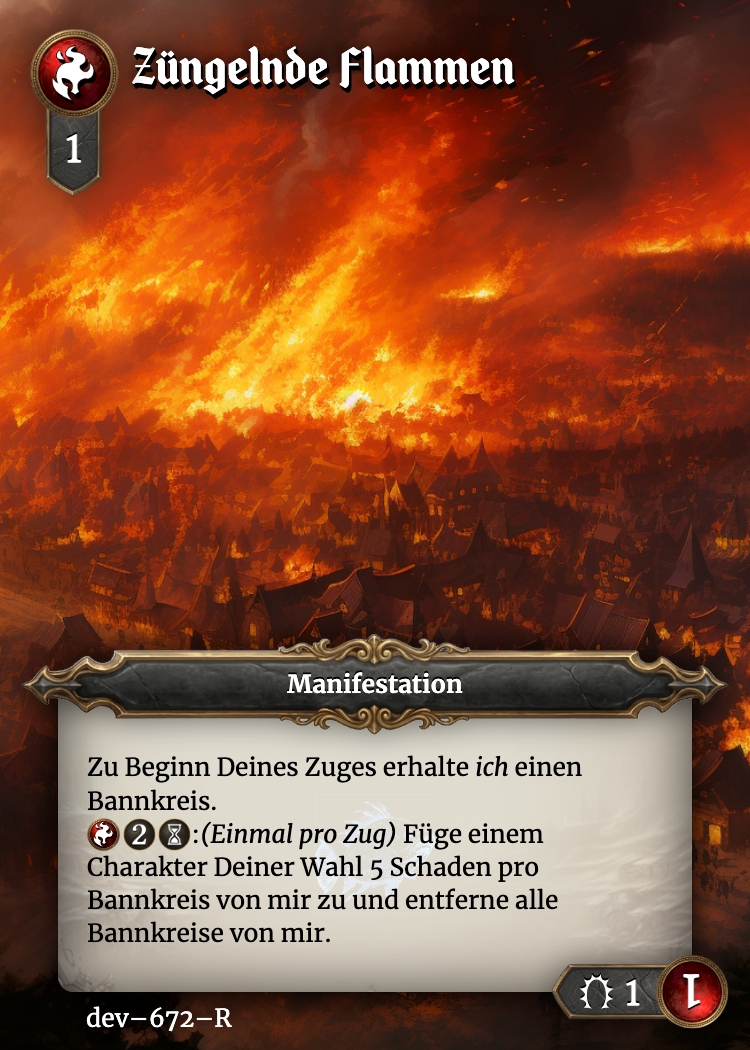 Züngelnde Flammen
1
Manifestation
Zu Beginn Deines Zuges erhalte ich einen
Bannkreis.
2 :(Einmal pro Zug) Füge einem
Charakter Deiner Wahl 5 Schaden pro
Bannkreis von mir zu und entferne alle
Bannkreise von mir.
1 1
dev–672–R